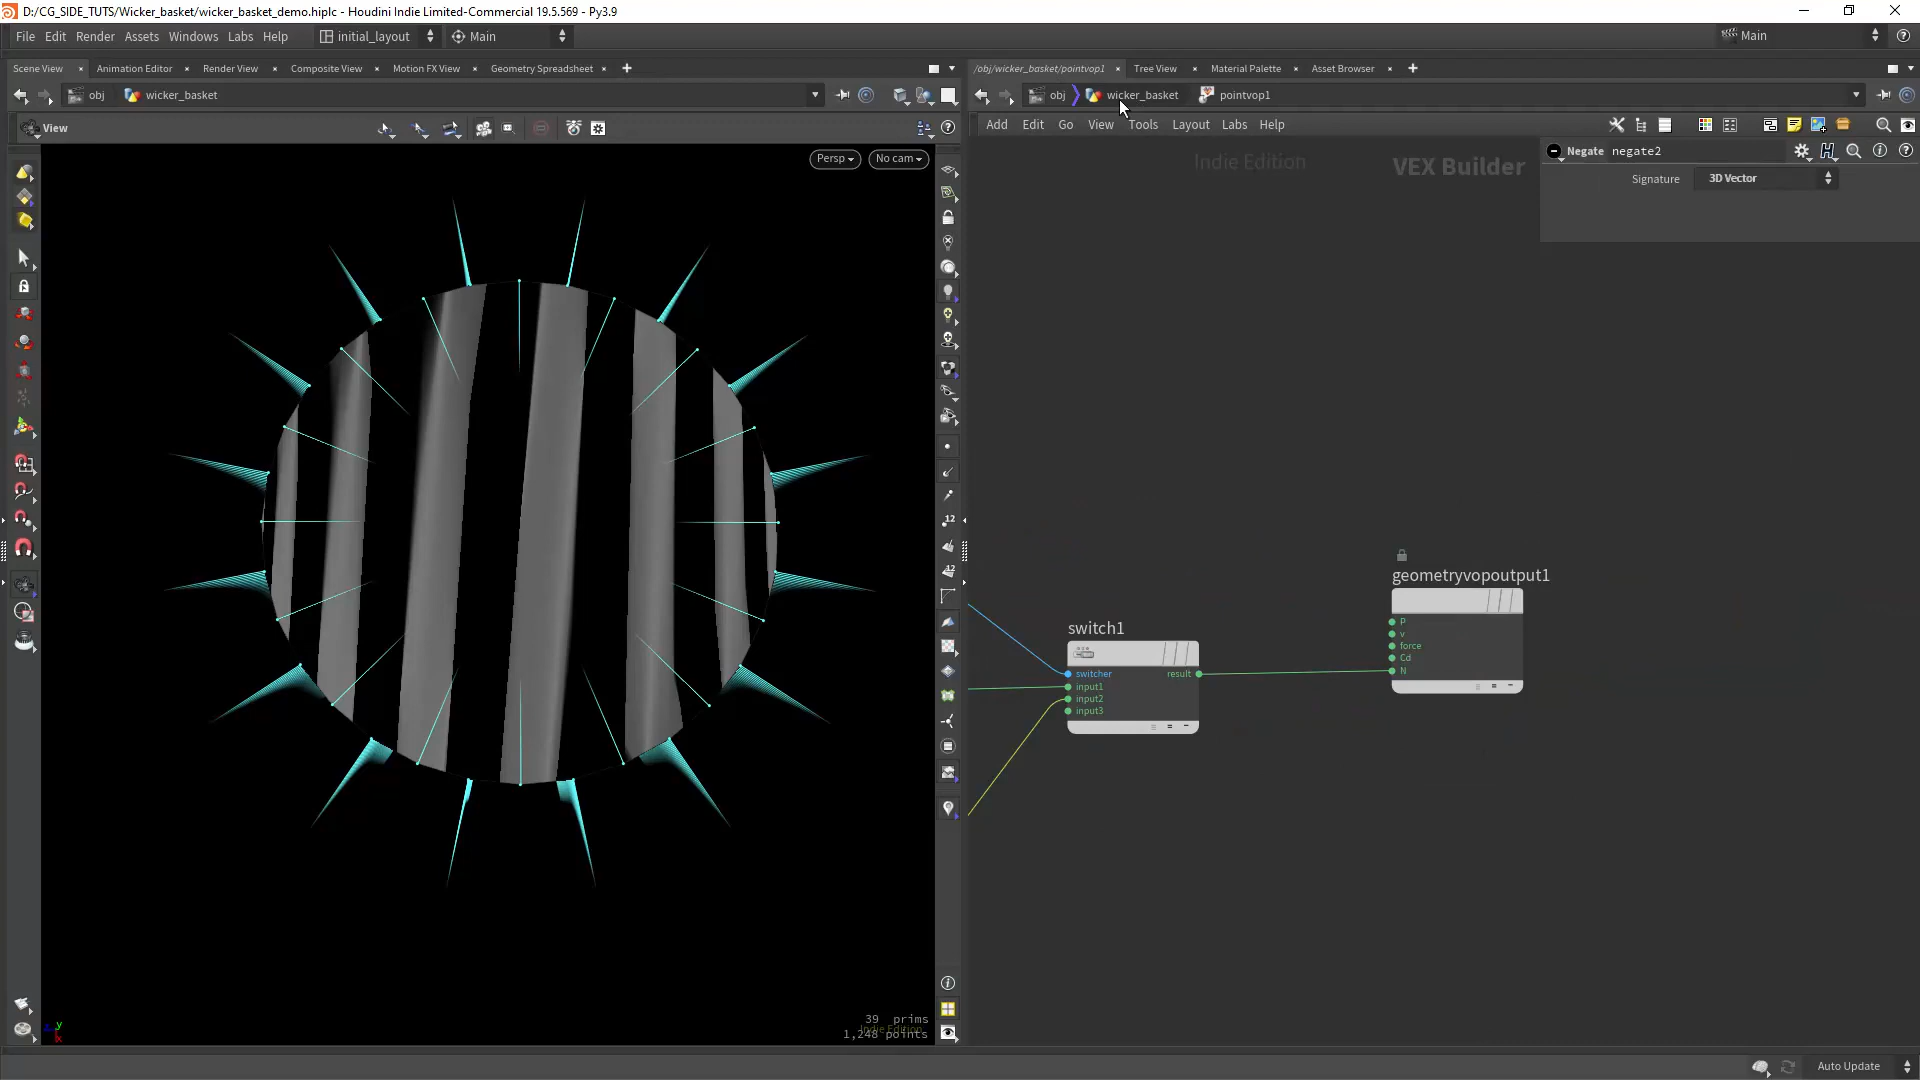 D:/CG_SIDE_TUTS/Wicker_basket/wicker_basket_demo.hiplc - Houdini Indie Limited-Commercial 19.5.569 - Py3.9
File Edit Render Assets Windows Labs Help initial_layout Main Main
Scene View Animation Editor Render View Composite View Motion FX View Geometry Spreadsheet
/obj/wicker_basket/pointvop1 Tree View Material Palette Asset Browser
obj wicker_basket
obj wicker_basket pointvop1
View
Add Edit Go View Tools Layout Labs Help
Persp No cam
Indie Edition
VEX Builder
Negate negate2
Signature 3D Vector
geometryvopoutput1
P
v
force
Cd
N
switch1
switcher result
input1
input2
input3
12
12
39 prims
Indie Edition
1,248 points
y
x
Auto Update